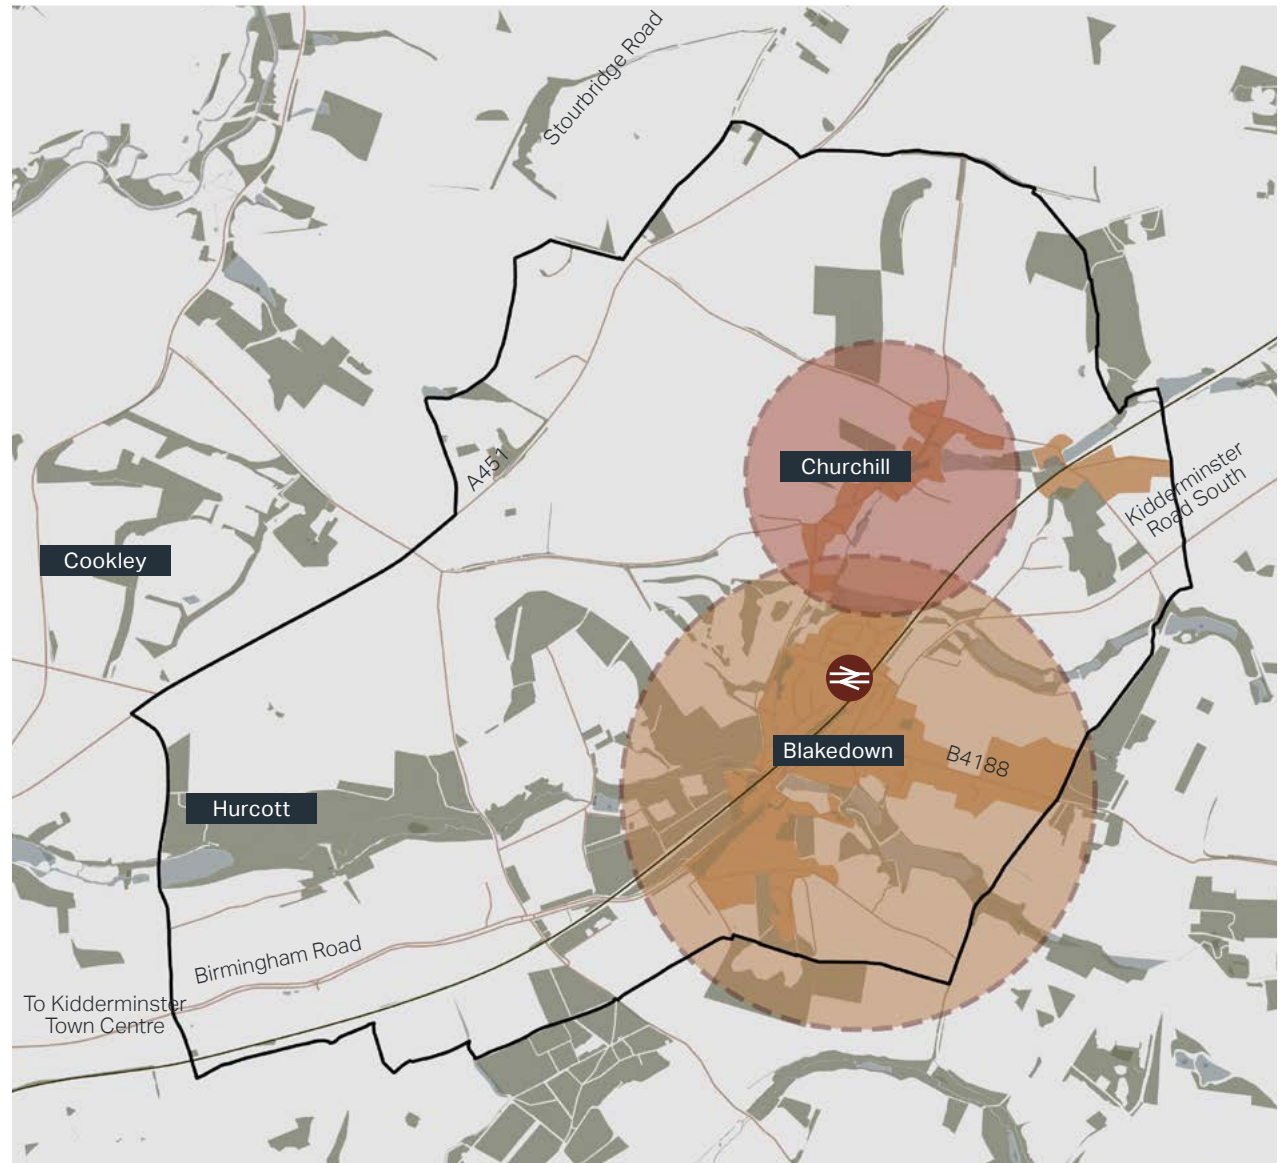 Stourbridge Road
A451
Churchill
Kidderminster
Road South
Cookley
Blakedown
B4188
Hurcott
Birmingham Road
To Kidderminster
Town Centre